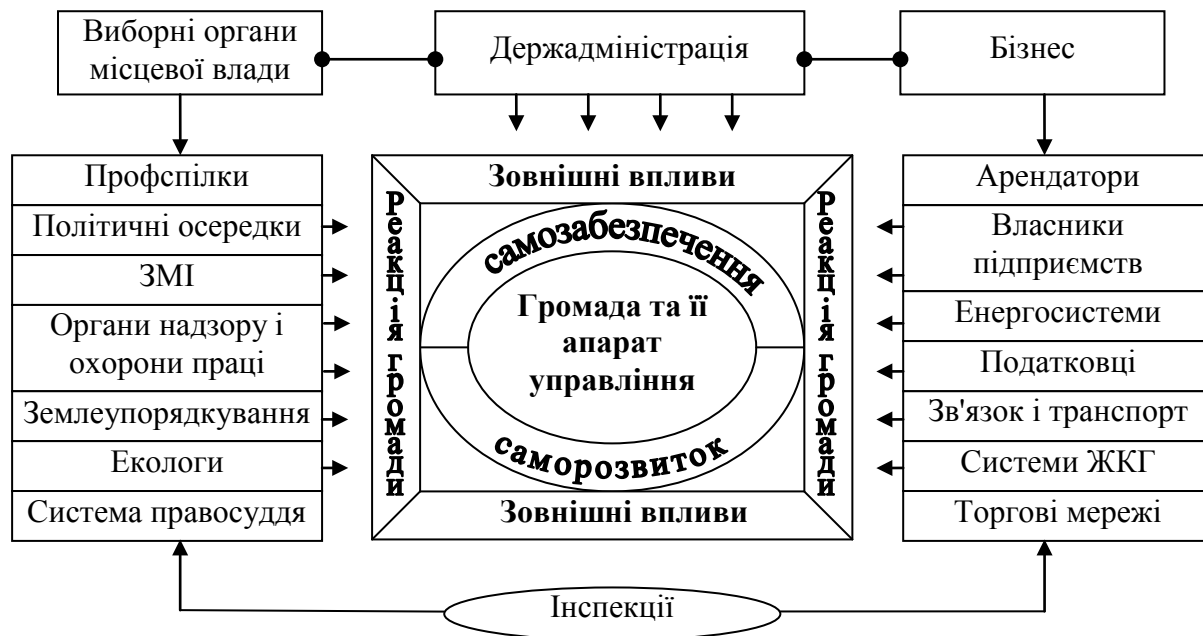 Виборні органи
місцевої влади
Держадміністрація
Бізнес
Профспілки
Політичні осередки
ЗМІ
Органи надзору і
охорони праці
Землеупорядкування
Екологи
Система правосуддя
Зовнішні впливи
Реакція громади
самозабезпечення
Громада та її
апарат
управління
саморозвиток
Реакція громади
Зовнішні впливи
Арендатори
Власники
підприємств
Енергосистеми
Податковці
Зв'язок і транспорт
Системи ЖКГ
Торгові мережі
Інспекції